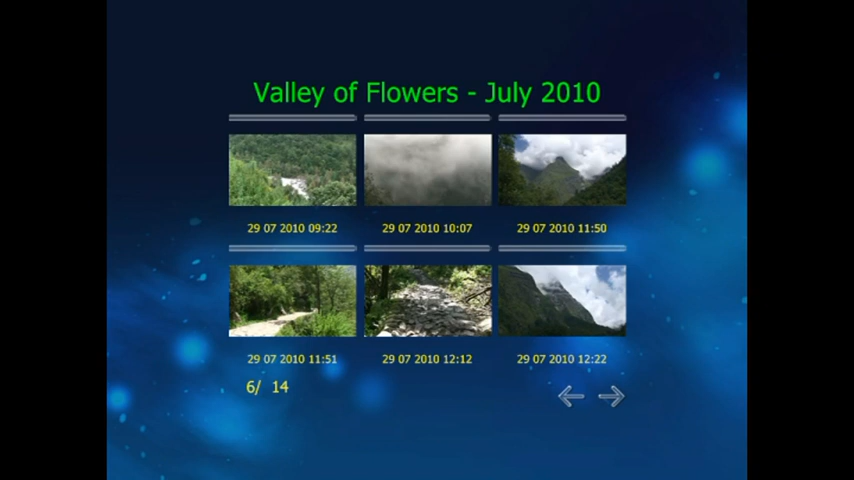 Valley of Flowers - July 2010
29 07 2010 09:22
29 07 2010 10:07
29 07 2010 11:50
29 07 2010 11:51
29 07 2010 12:12
29 07 2010 12:22
6/ 14